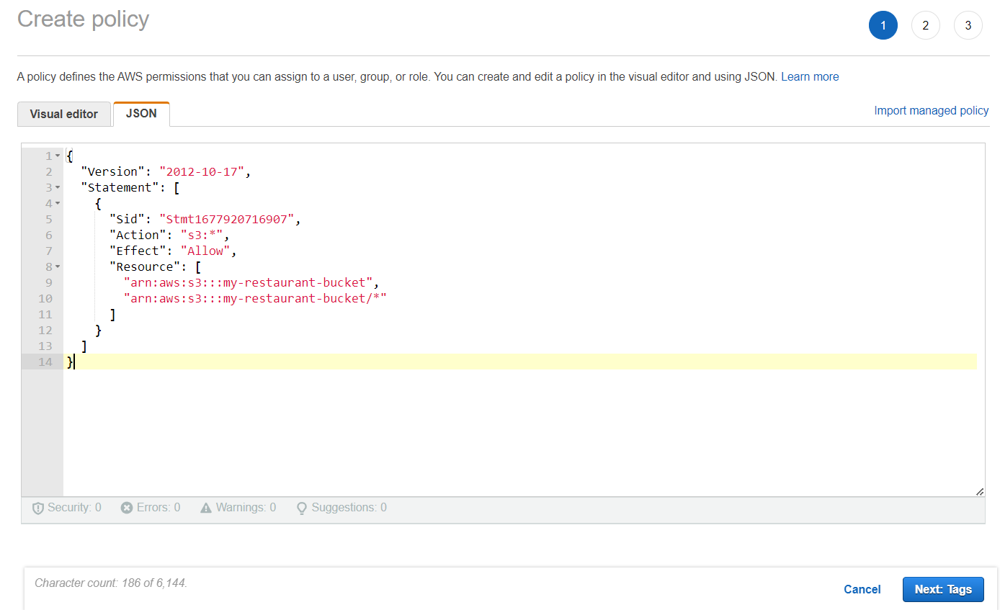 Create policy
1 2 3
A policy defines the AWS permissions that you can assign to a user, group, or role. You can create and edit a policy in the visual editor and using JSON. Learn more
Visual editor JSON Import managed policy
1 {
2 "Version": "2012-10-17",
3 "Statement": [
4 {
5 "Sid": "Stmt1677920716907",
6 "Action": "s3:*",
7 "Effect": "Allow",
8 "Resource": [
9 "arn:aws:s3:::my-restaurant-bucket",
10 "arn:aws:s3:::my-restaurant-bucket/*"
11 ]
12 }
13 ]
14 }
Security: 0 Errors: 0 Warnings: 0 Suggestions: 0
Character count: 186 of 6,144.
Cancel Next: Tags